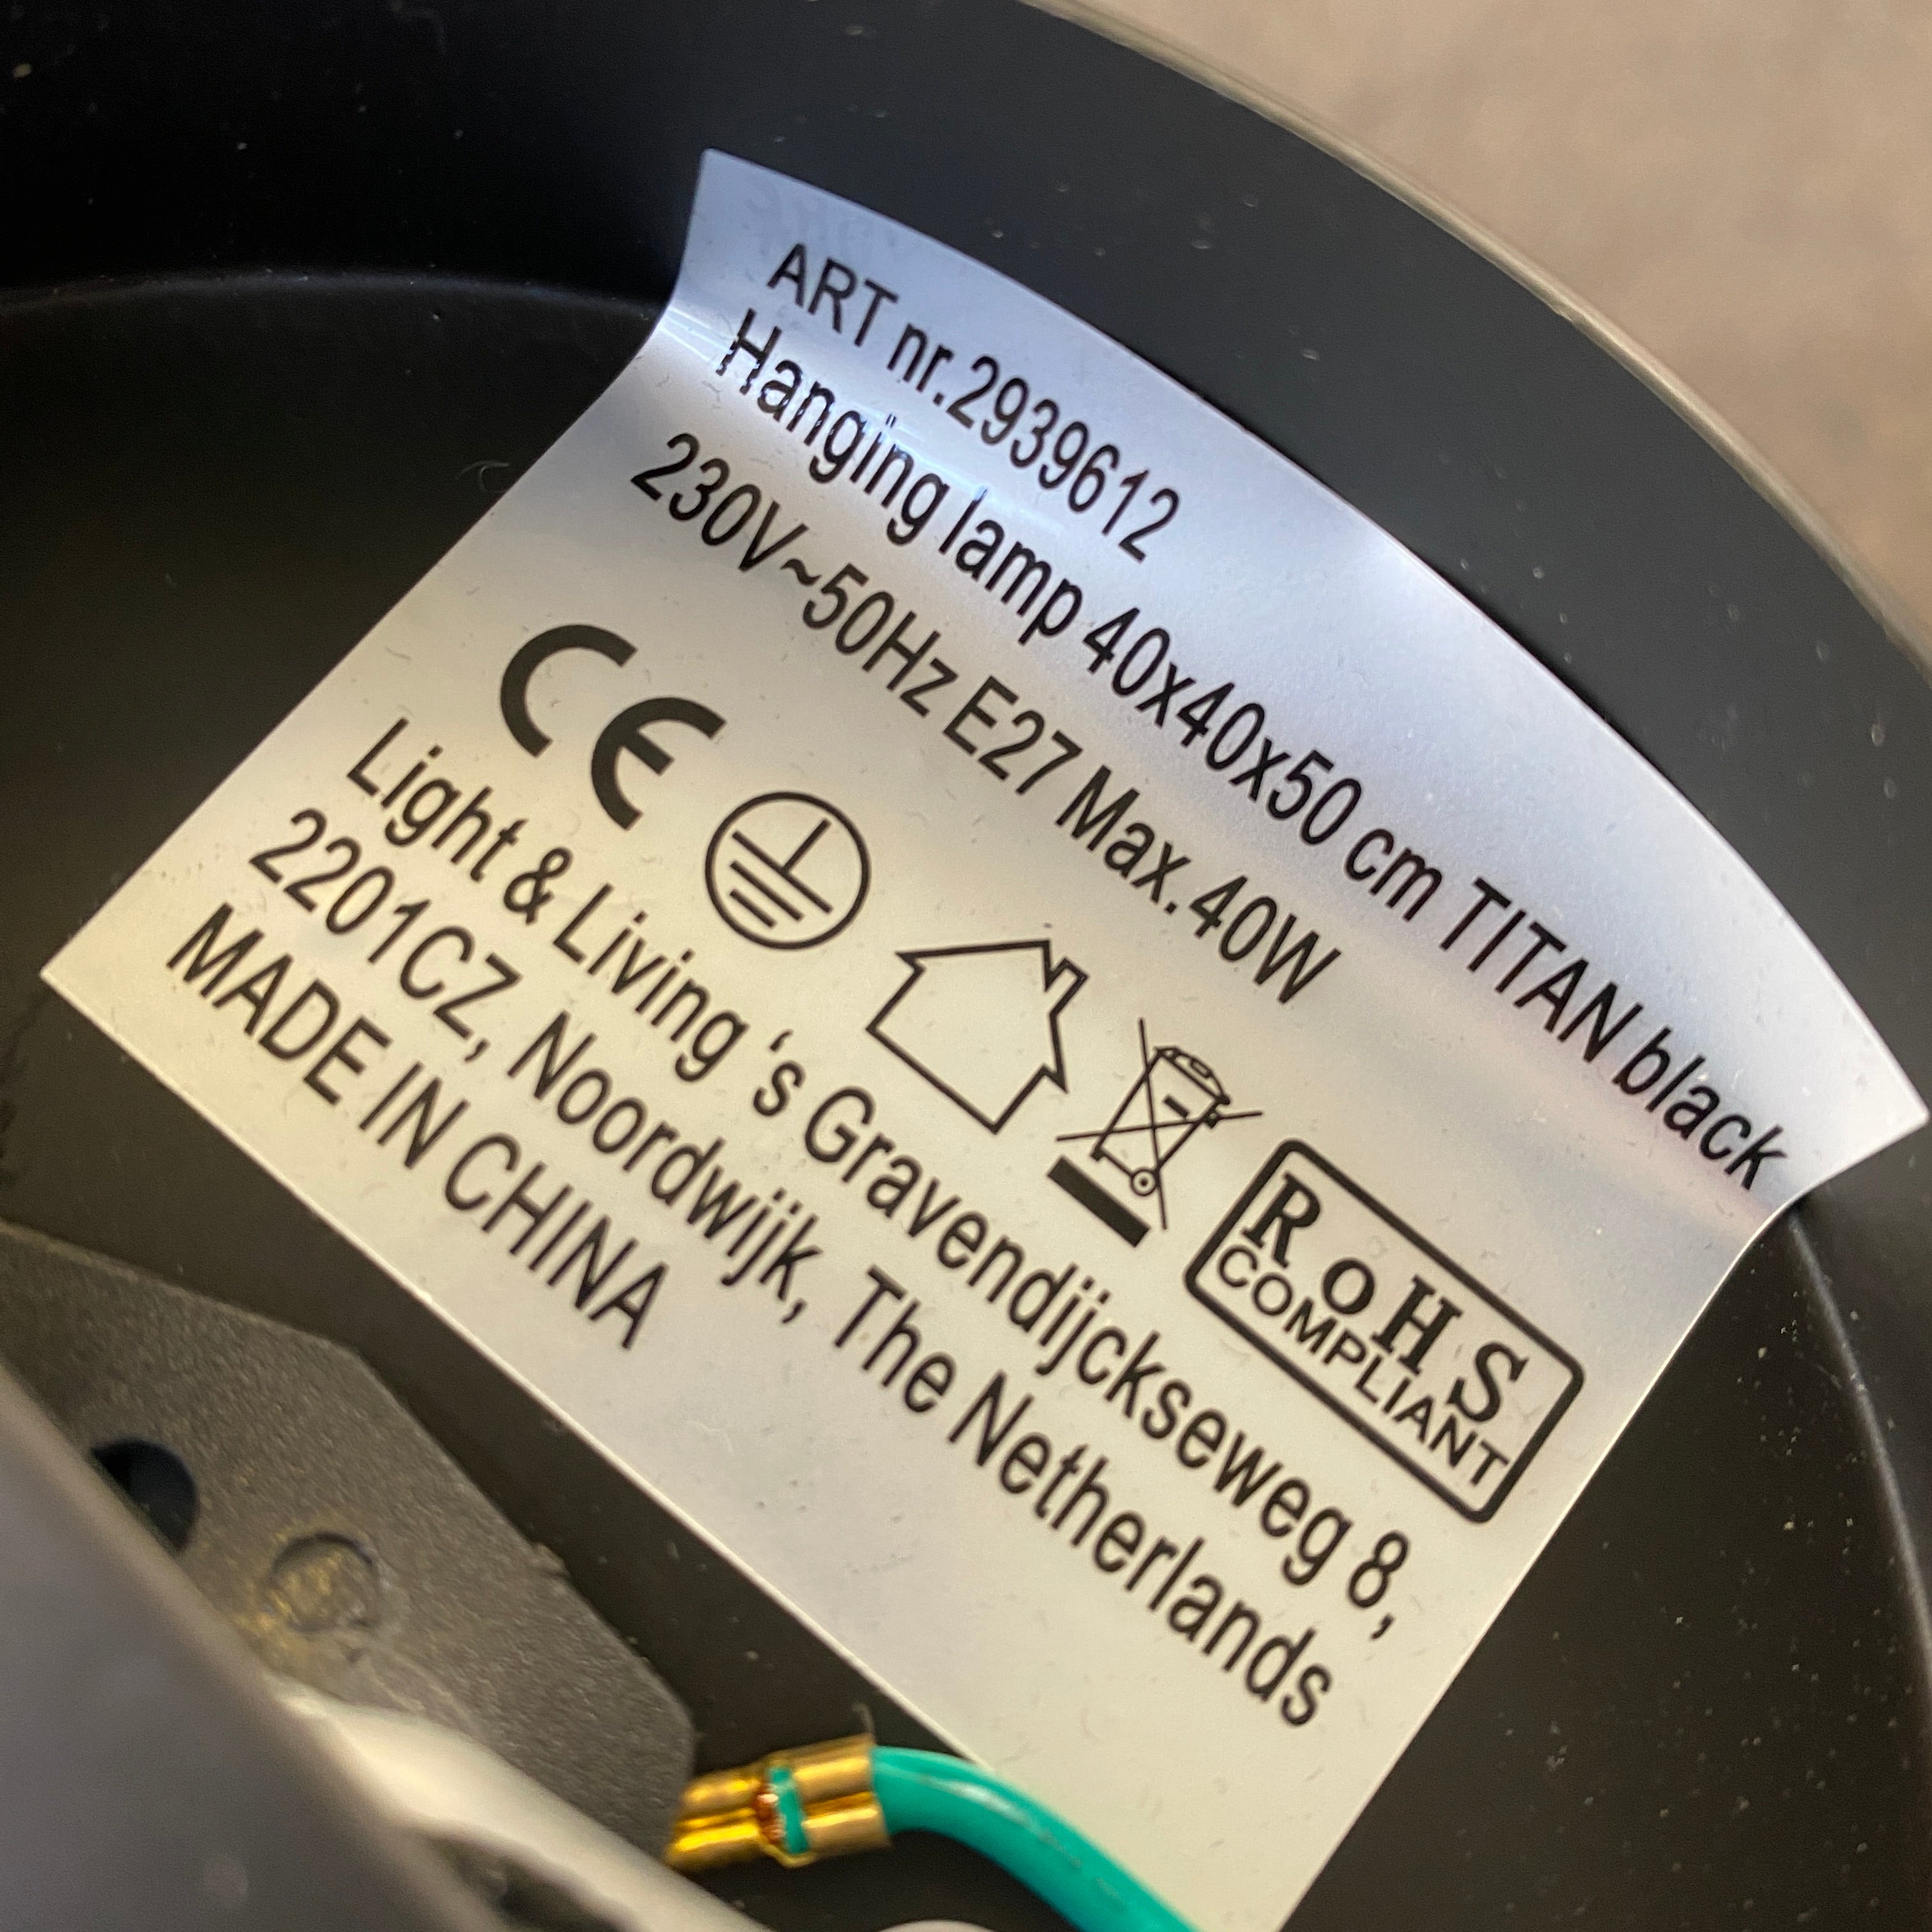 ART nr.2939612
Hanging lamp 40x40x50 cm TITAN black
230V~50Hz E27 Max.40W
CE
RoHS
COMPLIANT
Light & Living ‘s Gravendijckseweg 8,
2201CZ, Noordwijk, The Netherlands
MADE IN CHINA